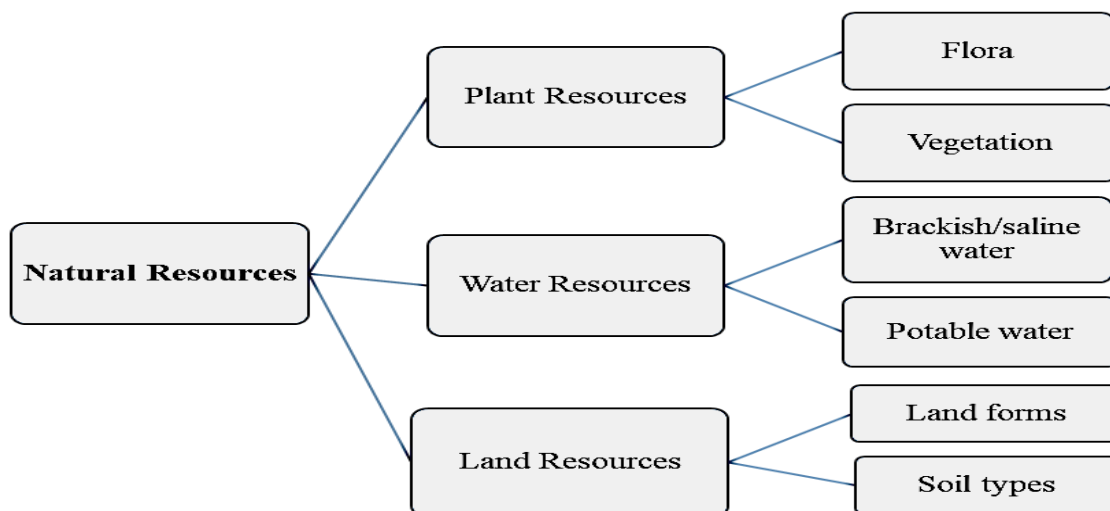 Natural Resources
Plant Resources
Flora
Vegetation
Water Resources
Brackish/saline
water
Potable water
Land Resources
Land forms
Soil types